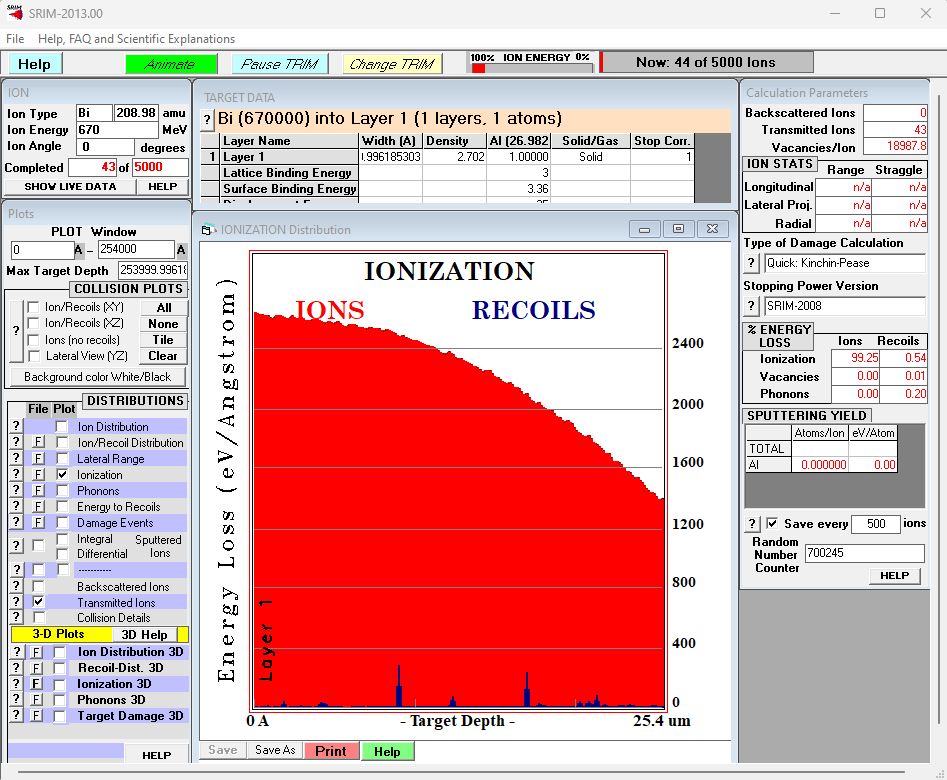 SRIM-2013.00
File Help, FAQ and Scientific Explanations
Help
Animate
Pause TRIM
Change TRIM
100% ION ENERGY 0%
Now: 44 of 5000 Ions
ION
Ion Type Bi 208.98 amu
Ion Energy 670 MeV
Ion Angle 0 degrees
Completed 43 of 5000
SHOW LIVE DATA HELP
Plots
PLOT Window
0 A - 254000 A
Max Target Depth 253999.99618
COLLISION PLOTS
? Ion/Recoils (XY) All
Ion/Recoils (XZ) None
Ions (no recoils) Tile
Lateral View (YZ) Clear
Background color White/Black
DISTRIBUTIONS
File Plot
? Ion Distribution
? F Ion/Recoil Distribution
? F Lateral Range
? F Ionization
? F Phonons
? F Energy to Recoils
? F Damage Events
? Integral Sputtered
Differential Ions
? -----------
? Backscattered Ions
? Transmitted Ions
? Collision Details
3-D Plots 3D Help
? F Ion Distribution 3D
? F Recoil-Dist. 3D
? F Ionization 3D
? F Phonons 3D
? F Target Damage 3D
HELP
TARGET DATA
? Bi (670000) into Layer 1 (1 layers, 1 atoms)
Layer Name Width (A) Density Al (26.982 Solid/Gas Stop Corr.
1 Layer 1 .996185303 2.702 1.00000 Solid 1
Lattice Binding Energy 3
Surface Binding Energy 3.36
IONIZATION Distribution
IONIZATION
IONS RECOILS
Energy Loss (eV/Angstrom)
Layer 1
2400
2000
1600
1200
800
400
0
0 A - Target Depth - 25.4 um
Save Save As Print Help
Calculation Parameters
Backscattered Ions 0
Transmitted Ions 43
Vacancies/Ion 18987.8
ION STATS Range Straggle
Longitudinal n/a n/a
Lateral Proj. n/a n/a
Radial n/a n/a
Type of Damage Calculation
? Quick: Kinchin-Pease
Stopping Power Version
? SRIM-2008
% ENERGY LOSS Ions Recoils
Ionization 99.25 0.54
Vacancies 0.00 0.01
Phonons 0.00 0.20
SPUTTERING YIELD
Atoms/Ion eV/Atom
TOTAL
Al 0.000000 0.00
? Save every 500 ions
Random Number Counter 700245
HELP